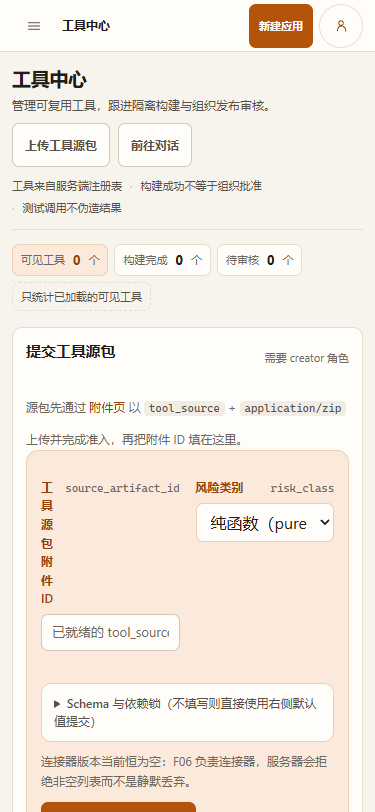 工具中心
新建应用
工具中心
管理可复用工具，跟进隔离构建与组织发布审核。
上传工具源包
前往对话
工具来自服务端注册表 · 构建成功不等于组织批准
· 测试调用不伪造结果
可见工具 0 个
构建完成 0 个
待审核 0 个
只统计已加载的可见工具
提交工具源包
需要 creator 角色
源包先通过 附件页 以 tool_source + application/zip
上传并完成准入，再把附件 ID 填在这里。
工具源包附件ID
source_artifact_id
风险类别
risk_class
纯函数（pure
已就绪的 tool_source
▶ Schema 与依赖锁（不填写则直接使用右侧默认
值提交）
连接器版本当前恒为空：F06 负责连接器，服务器会拒
绝非空列表而不是静默丢弃。